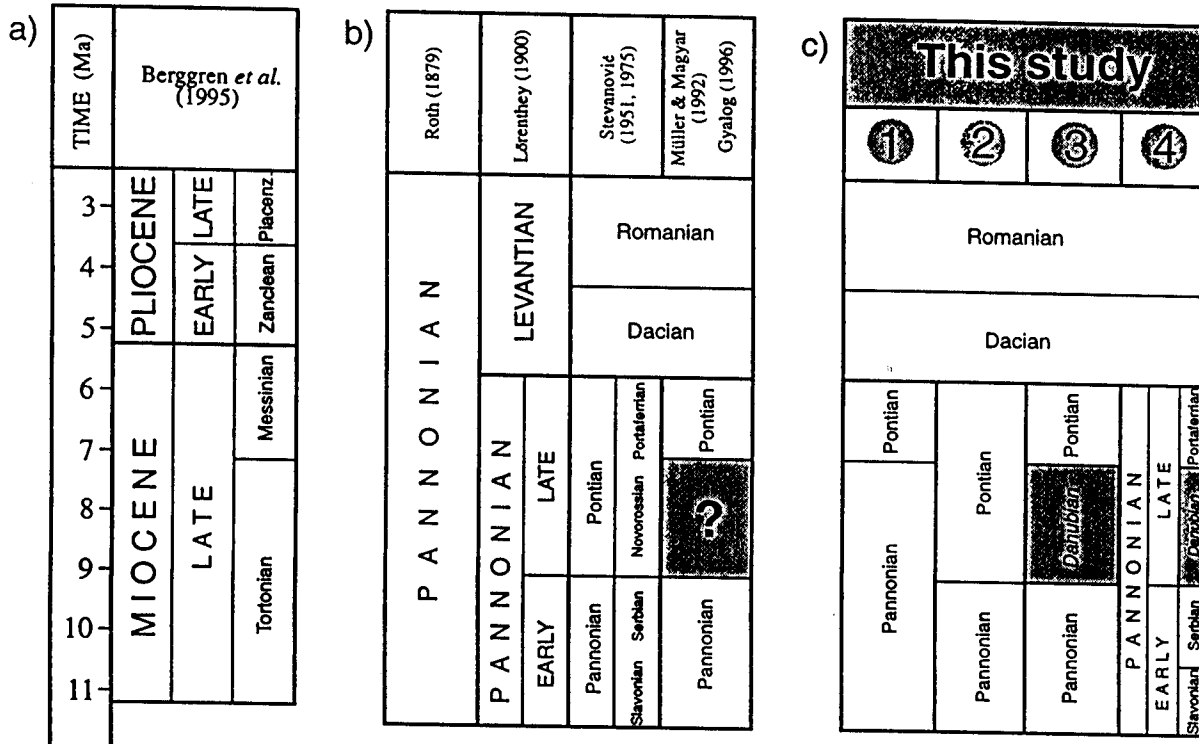 a)
TIME (Ma)
Berggren et al.
(1995)
3
4
5
6
7
8
9
10
11
PLIOCENE
MIOCENE
LATE
EARLY
LATE
Piacenz.
Zanclean
Messinian
Tortonian
b)
Roth (1879)
Lőrenthey (1900)
Stevanović
(1951, 1975)
Müller & Magyar
(1992)
Gyalog (1996)
PANNONIAN
LEVANTIAN
PANNONIAN
LATE
EARLY
Romanian
Dacian
Pontian
Pannonian
Portaferrian
Novorosian
Serbian
Slavonian
Pontian
?
Pannonian
c)
This study
1
2
3
4
Romanian
Dacian
Pontian
Pannonian
Pontian
Pannonian
Pontian
Danubian
Pannonian
PANNONIAN
LATE
EARLY
Portaferrian
Danubian
Serbian
Slavonian